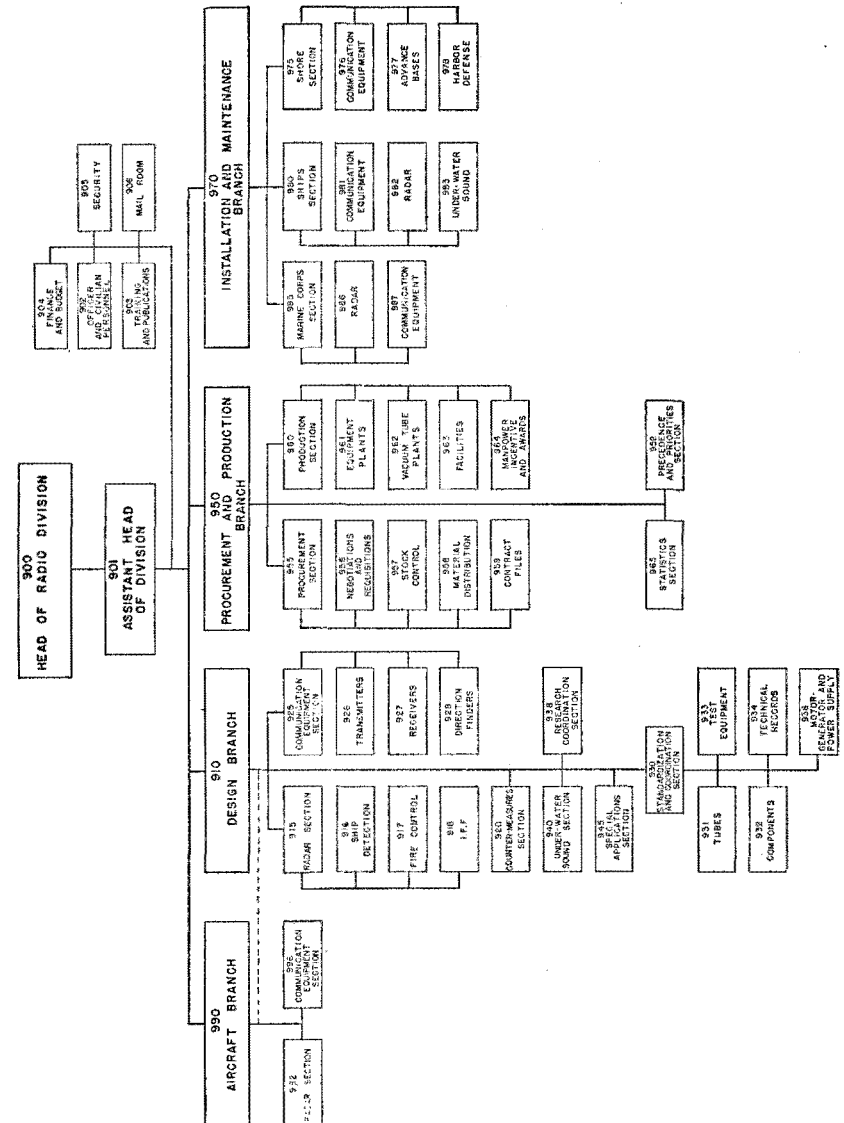 900
HEAD OF RADIO DIVISION
901
ASSISTANT HEAD
OF DIVISION
904
FINANCE
AND BUDGET
902
OFFICER
AND CIVILIAN
PERSONNEL
905
SECURITY
903
TRAINING
AND PUBLICATIONS
906
MAIL ROOM
990
AIRCRAFT BRANCH
RADAR SECTION
996
COMMUNICATION
EQUIPMENT
SECTION
910
DESIGN BRANCH
915
RADAR SECTION
916
SHIP
DETECTION
917
FIRE CONTROL
918
I.F.F
925
COMMUNICATION
EQUIPMENT
SECTION
926
TRANSMITTERS
927
RECEIVERS
928
DIRECTION
FINDERS
920
COUNTER-MEASURES
SECTION
940
UNDER-WATER
SOUND SECTION
938
RESEARCH
COORDINATION
SECTION
945
SPECIAL
APPLICATIONS
SECTION
930
STANDARDIZATION
AND COORDINATION
SECTION
931
TUBES
933
TEST
EQUIPMENT
932
COMPONENTS
934
TECHNICAL
RECORDS
MOTOR-
GENERATOR AND
POWER SUPPLY
950
PROCUREMENT AND PRODUCTION
BRANCH
955
PROCUREMENT
SECTION
956
NEGOTIATIONS
AND
REQUISITIONS
957
STOCK
CONTROL
958
MATERIAL
DISTRIBUTION
959
CONTRACT
FILES
960
PRODUCTION
SECTION
961
EQUIPMENT
PLANTS
962
VACUUM TUBE
PLANTS
963
FACILITIES
964
MANPOWER
INCENTIVE
AND AWARDS
965
STATISTICS
SECTION
952
PRECEDENCE
AND PRIORITIES
SECTION
970
INSTALLATION AND MAINTENANCE
BRANCH
985
MARINE CORPS
SECTION
986
RADAR
987
COMMUNICATION
EQUIPMENT
980
SHIPS
SECTION
981
COMMUNICATION
EQUIPMENT
982
RADAR
983
UNDER-WATER
SOUND
975
SHORE
SECTION
976
COMMUNICATION
EQUIPMENT
977
ADVANCE
BASES
978
HARBOR
DEFENSE